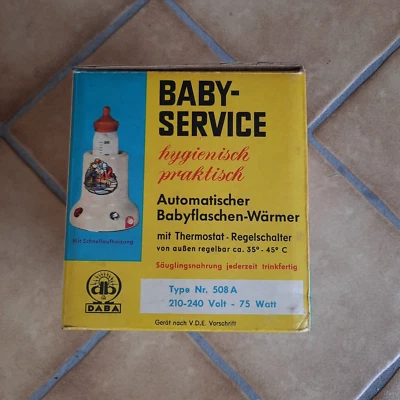 BABY-
SERVICE
hygienisch
praktisch
Automatischer
Babyflaschen-Wärmer
mit Thermostat-Regelschalter
von außen regelbar ca. 35° - 45° C
Säuglingsnahrung jederzeit trinkfertig
Mit Schnellaufheizung
Type Nr. 508 A
210-240 Volt - 75 Watt
db
DABA
Gerät nach V.D.E. Vorschrift